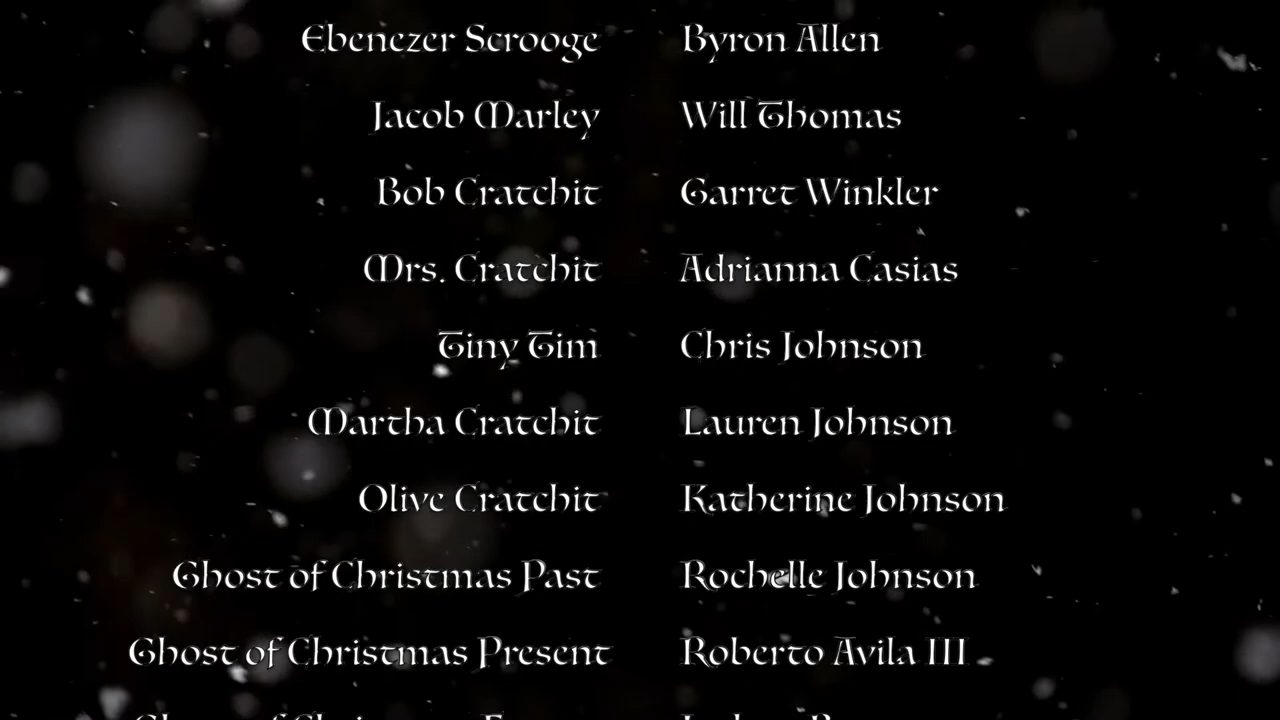 Ebenezer Scrooge Byron Allen
Jacob Marley Will Thomas
Bob Cratchit Garret Winkler
Mrs. Cratchit Adrianna Casias
Tiny Tim Chris Johnson
Martha Cratchit Lauren Johnson
Olive Cratchit Katherine Johnson
Ghost of Christmas Past Rochelle Johnson
Ghost of Christmas Present Roberto Avila III